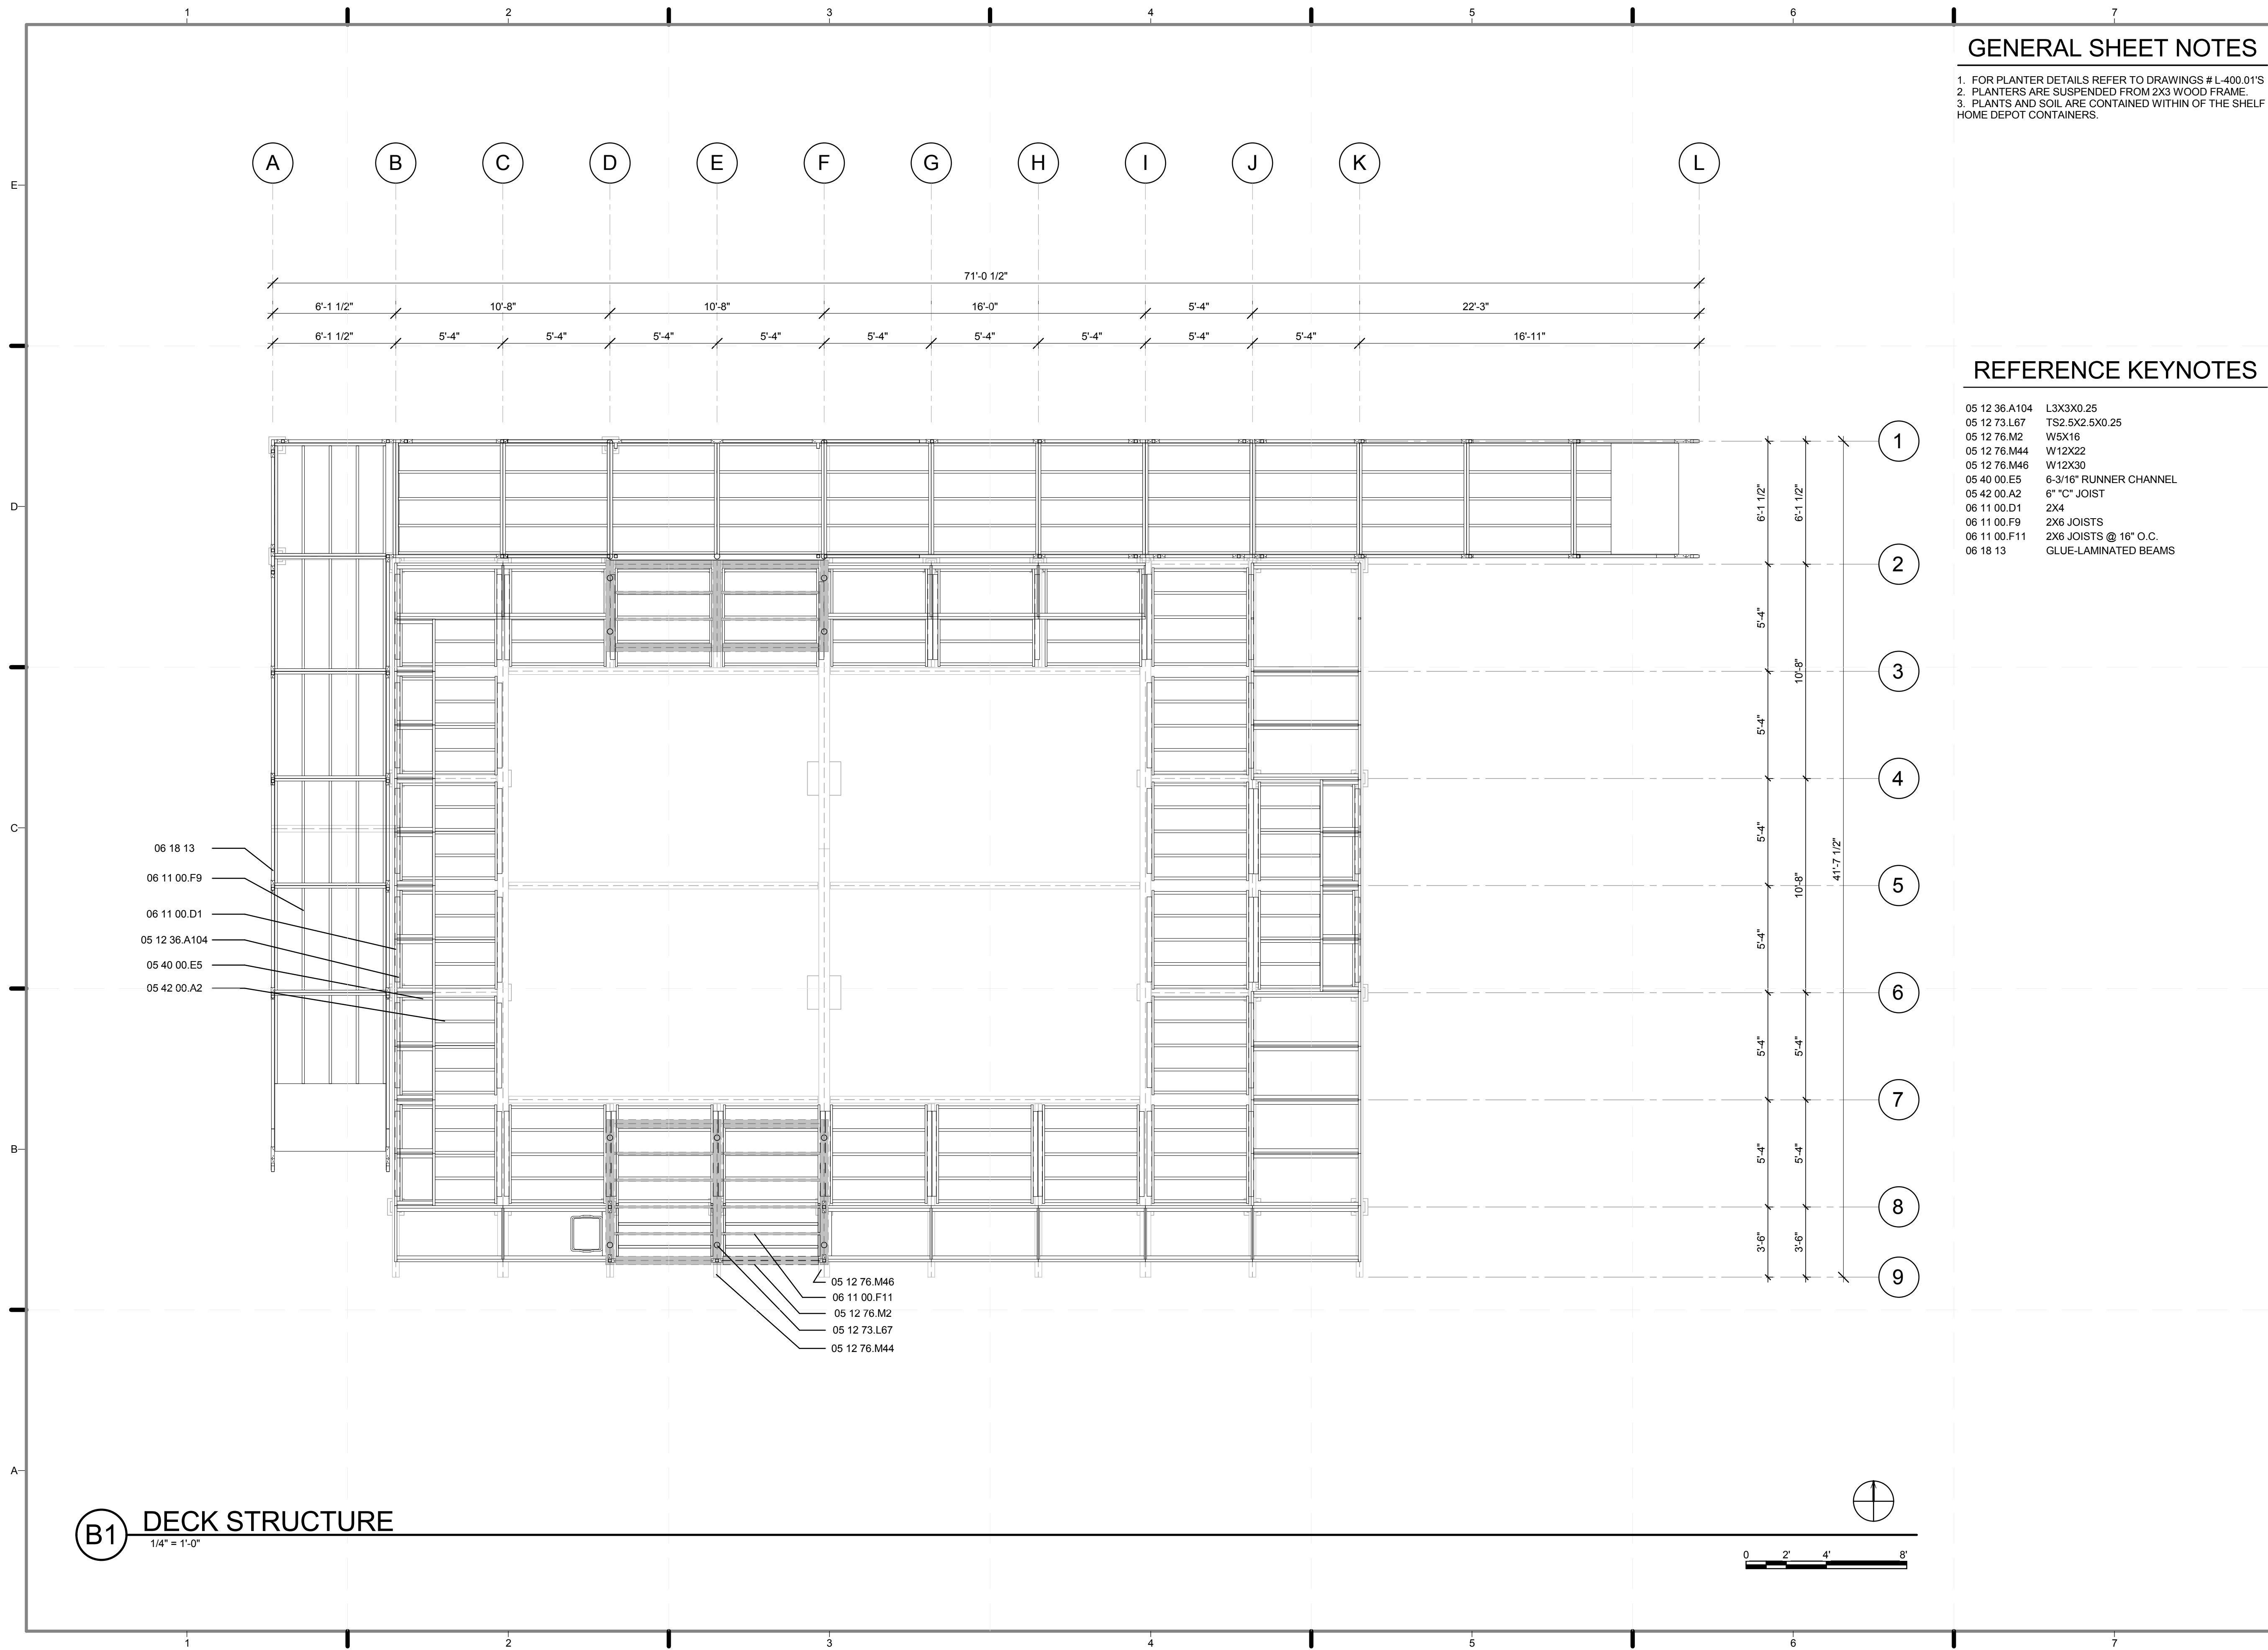 1 2 3 4 5 6 7
GENERAL SHEET NOTES
1. FOR PLANTER DETAILS REFER TO DRAWINGS # L-400.01'S
2. PLANTERS ARE SUSPENDED FROM 2X3 WOOD FRAME.
3. PLANTS AND SOIL ARE CONTAINED WITHIN OF THE SHELF
HOME DEPOT CONTAINERS.
A B C D E F G H I J K L
E
71'-0 1/2"
6'-1 1/2" 10'-8" 10'-8" 16'-0" 5'-4" 22'-3"
6'-1 1/2" 5'-4" 5'-4" 5'-4" 5'-4" 5'-4" 5'-4" 5'-4" 5'-4" 5'-4" 16'-11"
REFERENCE KEYNOTES
05 12 36.A104 L3X3X0.25
05 12 73.L67 TS2.5X2.5X0.25
05 12 76.M2 W5X16
05 12 76.M44 W12X22
05 12 76.M46 W12X30
05 40 00.E5 6-3/16" RUNNER CHANNEL
05 42 00.A2 6" "C" JOIST
06 11 00.D1 2X4
06 11 00.F9 2X6 JOISTS
06 11 00.F11 2X6 JOISTS @ 16" O.C.
06 18 13 GLUE-LAMINATED BEAMS
1
D
6'-1 1/2" 6'-1 1/2"
2
5'-4"
3
10'-8"
5'-4"
4
C
5'-4"
41'-7 1/2"
5
10'-8"
5'-4"
6
5'-4" 5'-4"
7
B
5'-4" 5'-4"
8
3'-6" 3'-6"
9
06 18 13
06 11 00.F9
06 11 00.D1
05 12 36.A104
05 40 00.E5
05 42 00.A2
05 12 76.M46
06 11 00.F11
05 12 76.M2
05 12 73.L67
05 12 76.M44
A
B1 DECK STRUCTURE
1/4" = 1'-0"
0 2' 4' 8'
1 2 3 4 5 6 7